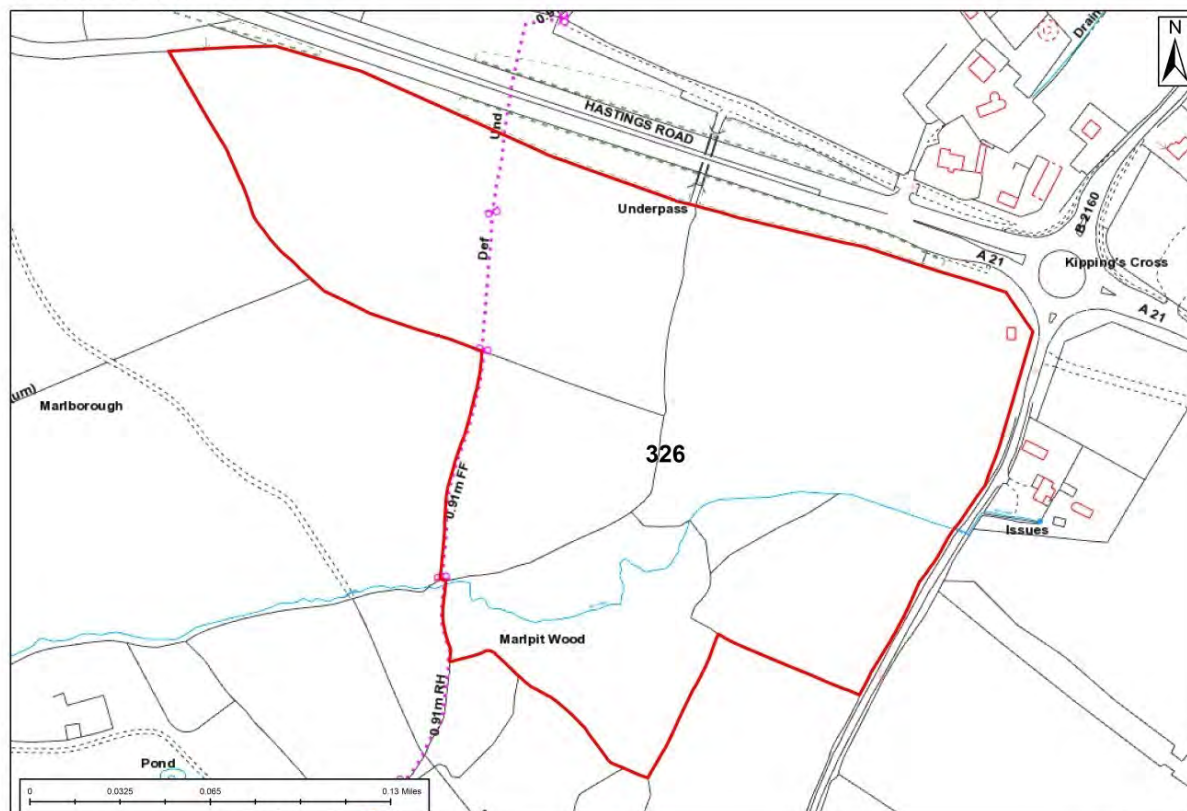 N
Drain
HASTINGS ROAD
Und
Underpass
B 2160
Def
A 21
Kipping's Cross
A 21
Marlborough
326
0.91m FF
Issues
Marlpit Wood
0.91m RH
Pond
0 0.0325 0.065 0.13 Miles